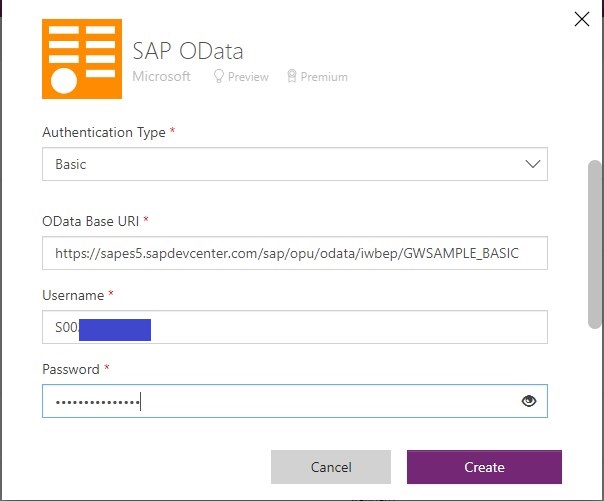 SAP OData
Microsoft Preview Premium
Authentication Type *
Basic
OData Base URI *
https://sapes5.sapdevcenter.com/sap/opu/odata/iwbep/GWSAMPLE_BASIC
Username *
S00
Password *
•••••••••••••••
Cancel Create